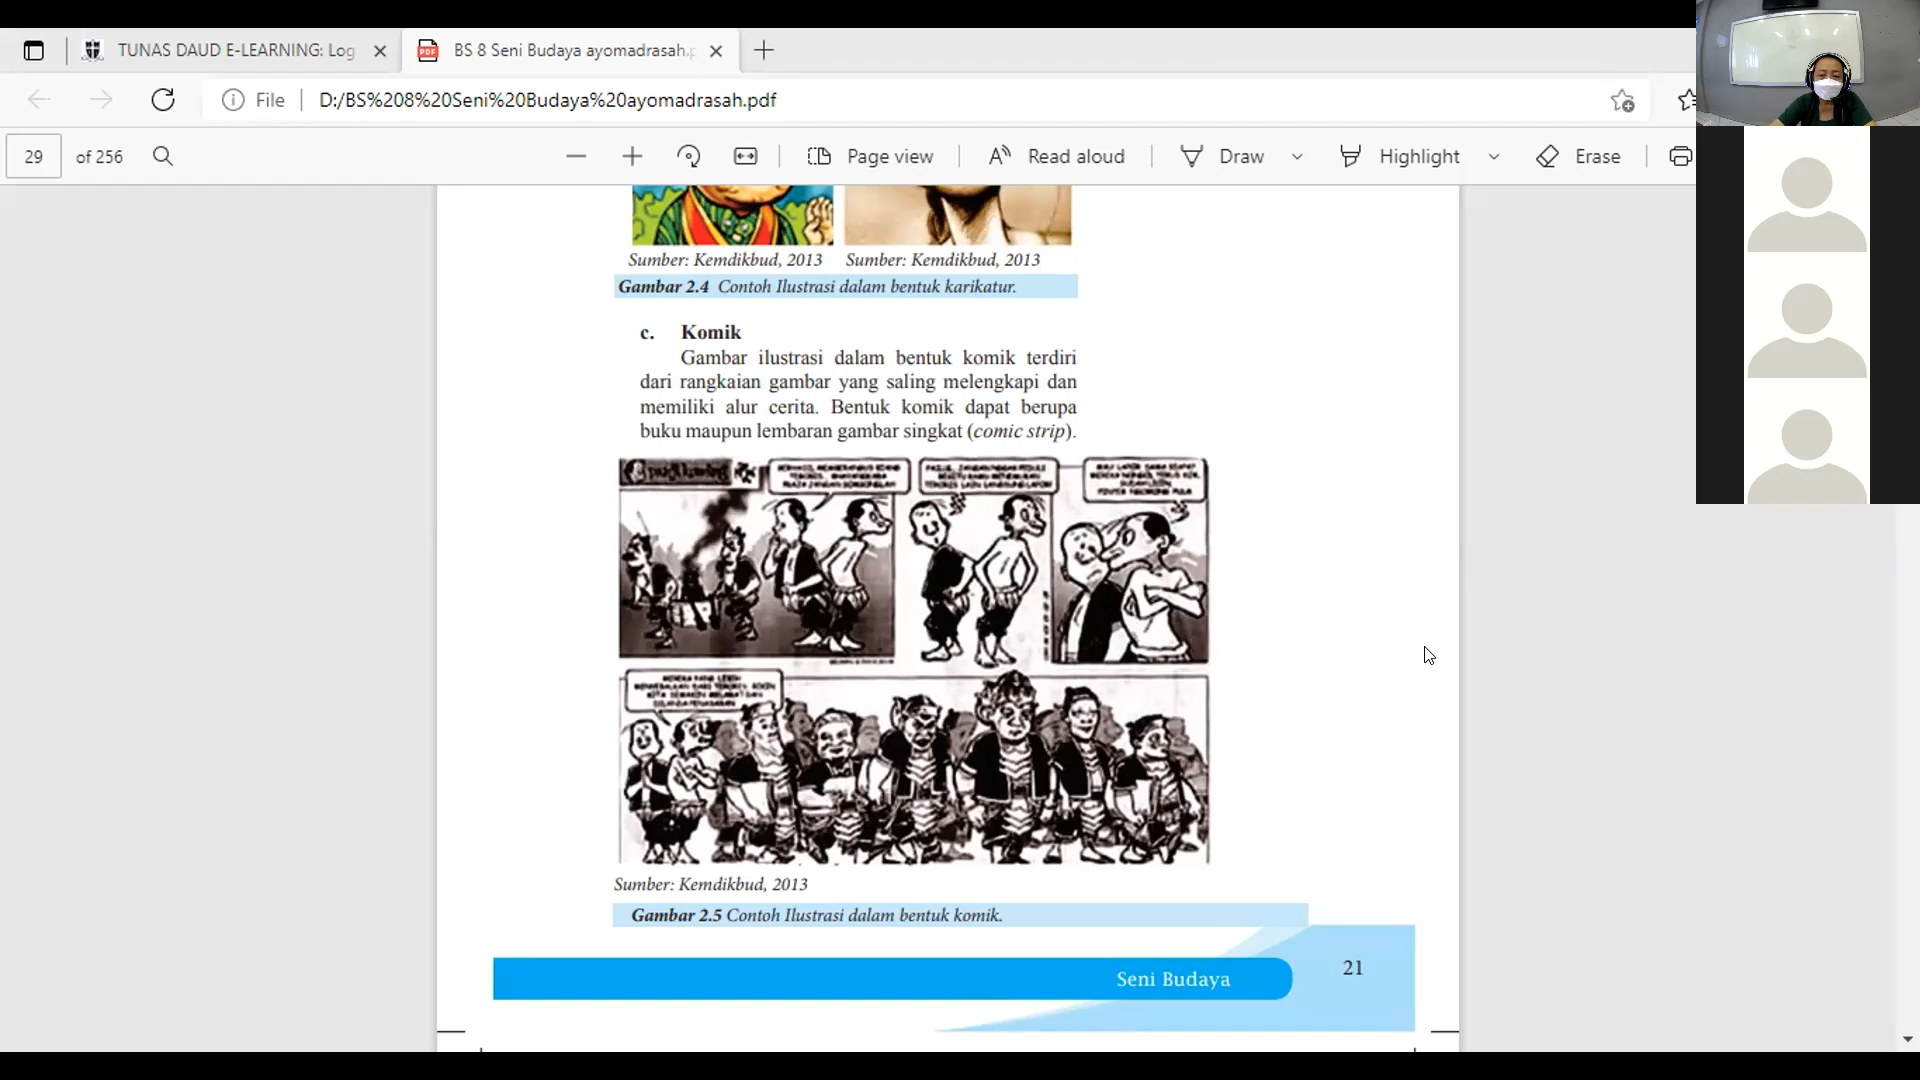 TUNAS DAUD E-LEARNING: Log
BS 8 Seni Budaya ayomadrasah.p
File
D:/BS%208%20Seni%20Budaya%20ayomadrasah.pdf
29 of 256
Page view
Read aloud
Draw
Highlight
Erase
Sumber: Kemdikbud, 2013 Sumber: Kemdikbud, 2013
Gambar 2.4 Contoh Ilustrasi dalam bentuk karikatur.
c. Komik
Gambar ilustrasi dalam bentuk komik terdiri
dari rangkaian gambar yang saling melengkapi dan
memiliki alur cerita. Bentuk komik dapat berupa
buku maupun lembaran gambar singkat (comic strip).
Sumber: Kemdikbud, 2013
Gambar 2.5 Contoh Ilustrasi dalam bentuk komik.
Seni Budaya
21